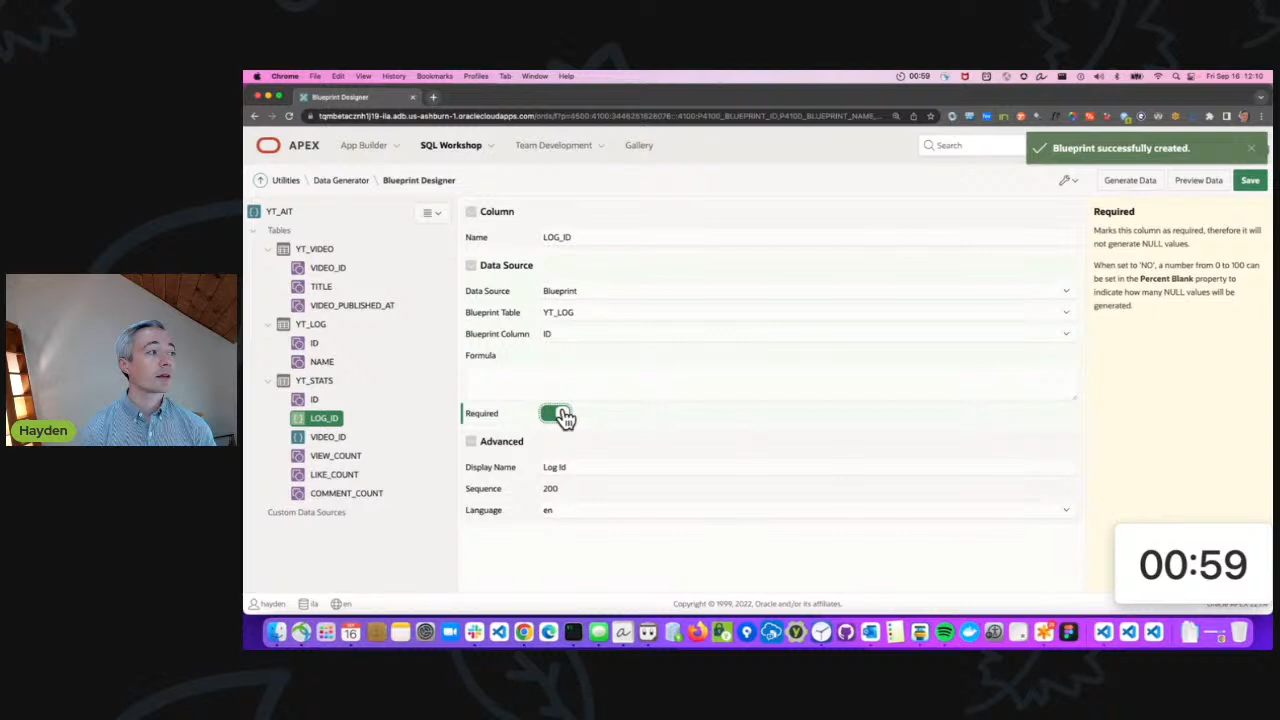 Chrome File Edit View History Bookmarks Profiles Tab Window Help 00:59 Fri Sep 16 12:10
Blueprint Designer
APEX App Builder SQL Workshop Team Development Gallery Search
Blueprint successfully created.
Utilities \ Data Generator \ Blueprint Designer Generate Data Preview Data Save
YT_AIT
Tables
YT_VIDEO
VIDEO_ID
TITLE
VIDEO_PUBLISHED_AT
YT_LOG
ID
NAME
YT_STATS
ID
LOG_ID
VIDEO_ID
VIEW_COUNT
LIKE_COUNT
COMMENT_COUNT
Custom Data Sources
Column
Name LOG_ID
Data Source
Data Source Blueprint
Blueprint Table YT_LOG
Blueprint Column ID
Formula
Required
Advanced
Display Name Log Id
Sequence 200
Language en
Required
Marks this column as required, therefore it will
not generate NULL values.
When set to 'NO', a number from 0 to 100 can
be set in the Percent Blank property to
indicate how many NULL values will be
generated.
Hayden
00:59
hayden ila en
Copyright © 1999, 2022, Oracle and/or its affiliates.
16